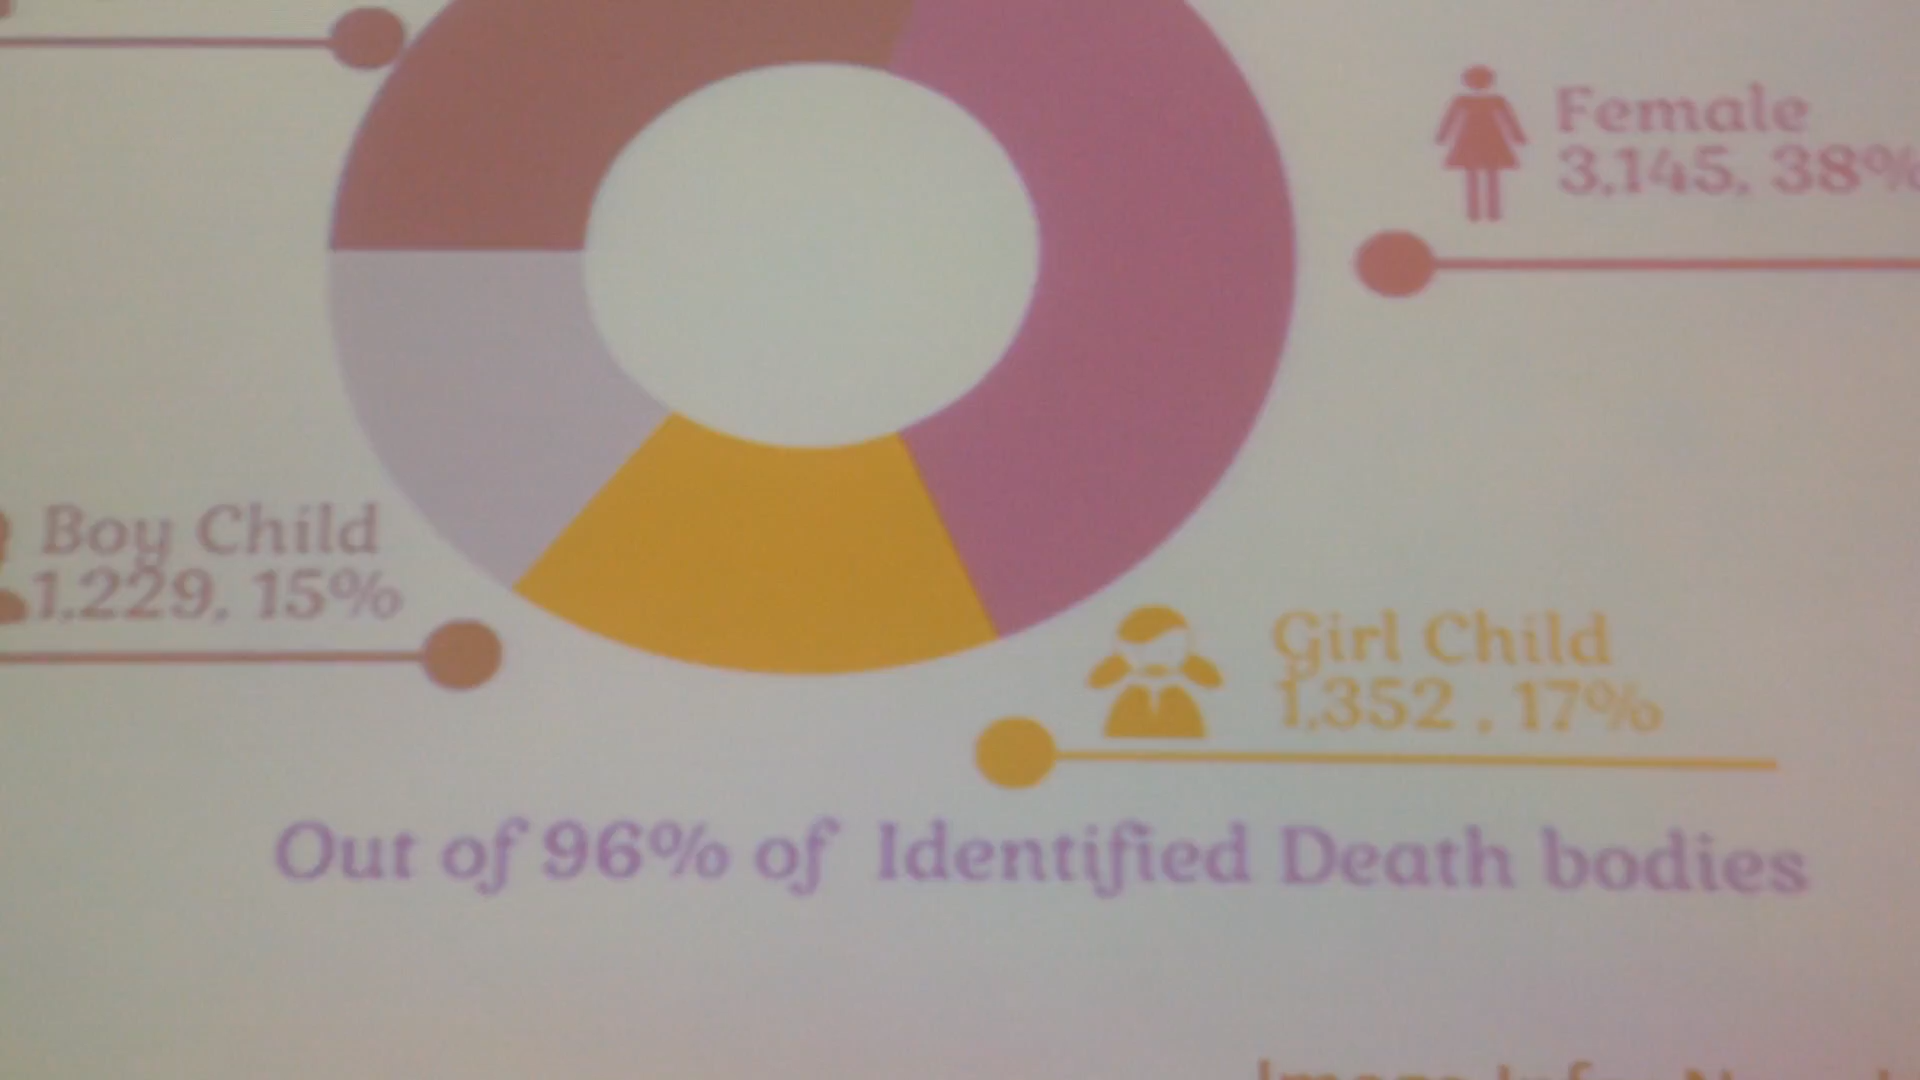 Female
3,145, 38%
Boy Child
1,229, 15%
Girl Child
1,352 , 17%
Out of 96% of Identified Death bodies